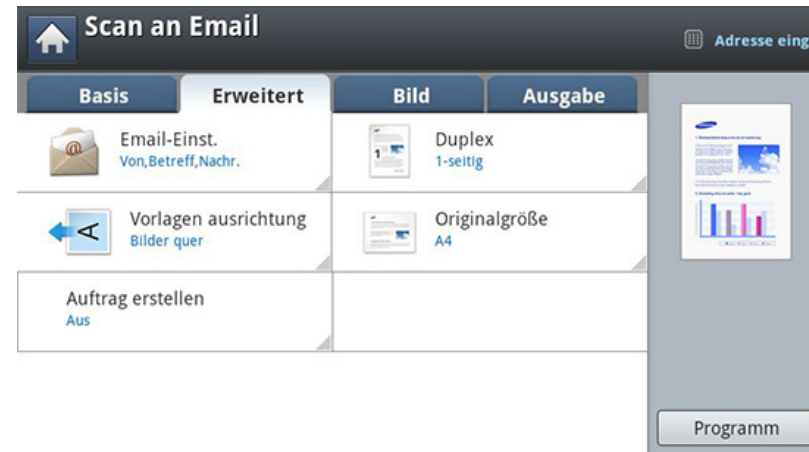 Scan an Email
Adresse eing
Basis
Erweitert
Bild
Ausgabe
Email-Einst.
Von,Betreff,Nachr.
Duplex
1-seitig
Vorlagen ausrichtung
Bilder quer
Originalgröße
A4
Auftrag erstellen
Aus
Programm